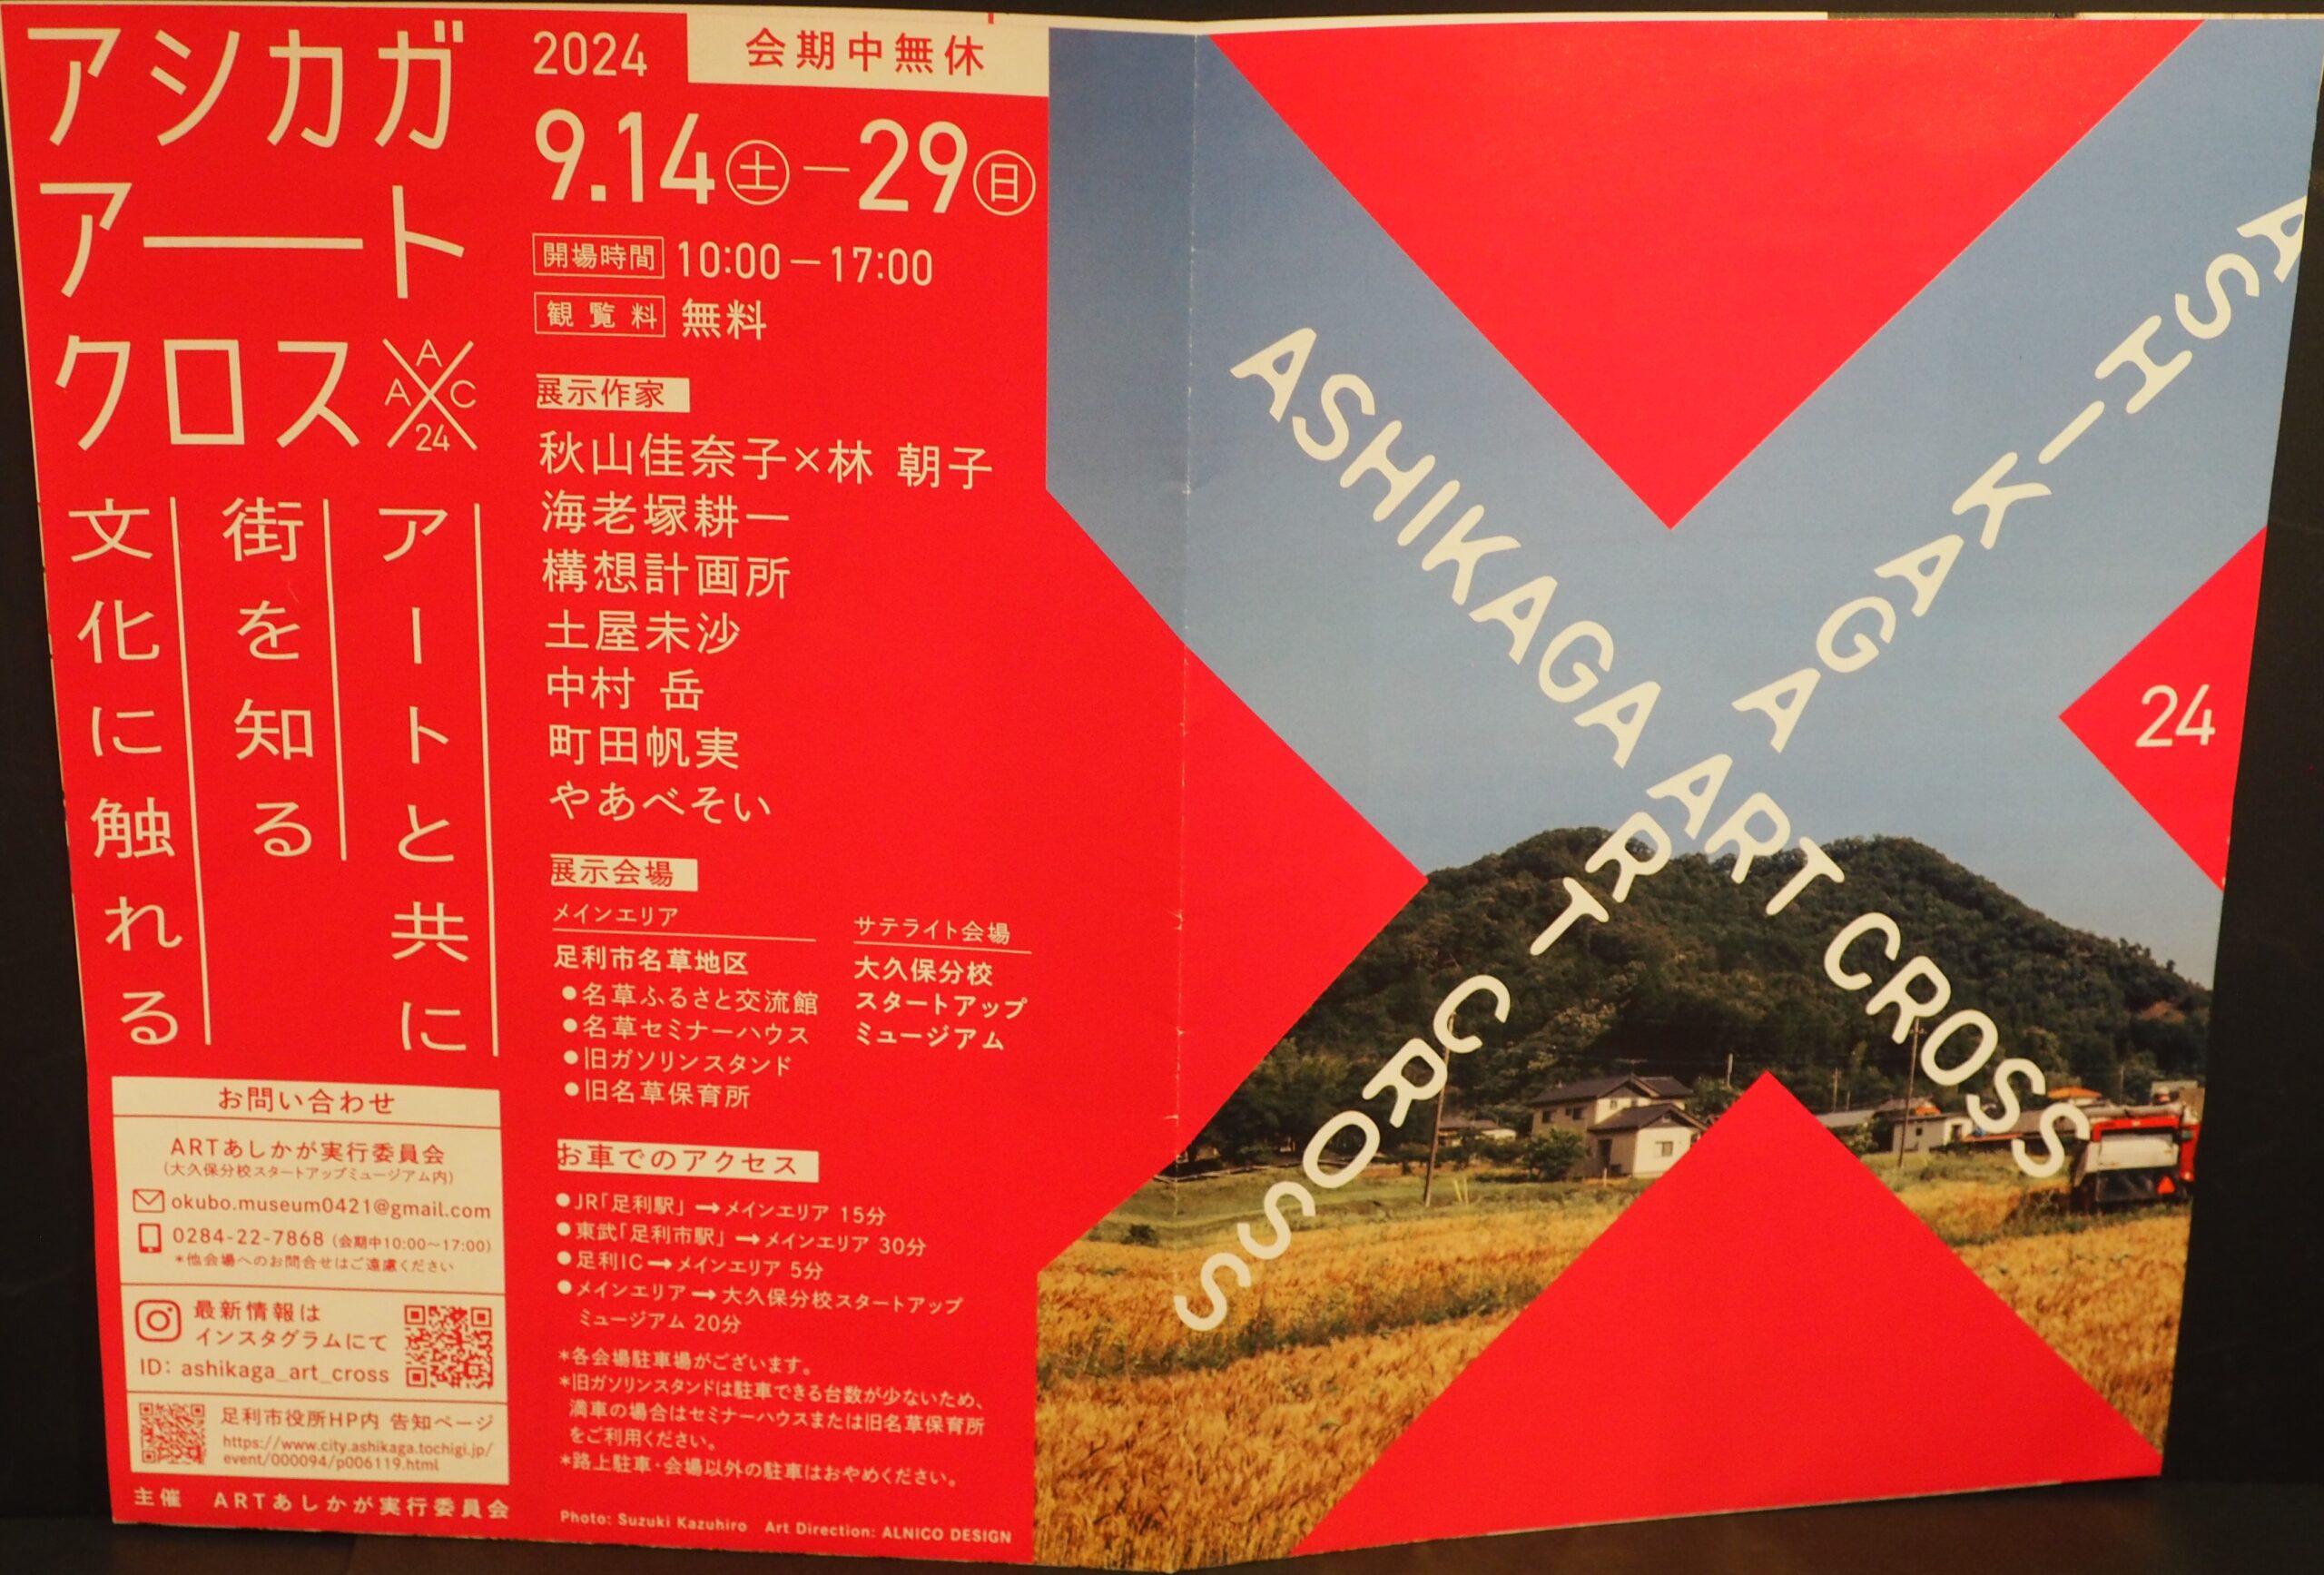 アシカガ
アート
クロス
A
A C
24
アートと共に
街を知る
文化に触れる
お問い合わせ
ARTあしかが実行委員会
(大久保分校スタートアップミュージアム内)
okubo.museum0421@gmail.com
0284-22-7868 (会期中10:00〜17:00)
*他会場へのお問合せはご遠慮ください
最新情報は
インスタグラムにて
ID: ashikaga_art_cross
足利市役所HP内 告知ページ
https://www.city.ashikaga.tochigi.jp/
event/000094/p006119.html
主催 ARTあしかが実行委員会
2024
会期中無休
9.14(土)—29(日)
開場時間 10:00—17:00
観覧料 無料
展示作家
秋山佳奈子×林 朝子
海老塚耕一
構想計画所
土屋未沙
中村 岳
町田帆実
やあべそい
展示会場
メインエリア
足利市名草地区
●名草ふるさと交流館
●名草セミナーハウス
●旧ガソリンスタンド
●旧名草保育所
サテライト会場
大久保分校
スタートアップ
ミュージアム
お車でのアクセス
●JR「足利駅」→メインエリア 15分
●東武「足利市駅」→メインエリア 30分
●足利IC→メインエリア 5分
●メインエリア→大久保分校スタートアップ
ミュージアム 20分
*各会場駐車場がございます。
*旧ガソリンスタンドは駐車できる台数が少ないため、
満車の場合はセミナーハウスまたは旧名草保育所
をご利用ください。
*路上駐車・会場以外の駐車はおやめください。
Photo: Suzuki Kazuhiro Art Direction: ALNICO DESIGN
ASHIKAGA ART CROSS
ASHIKAGA ART CROSS
24